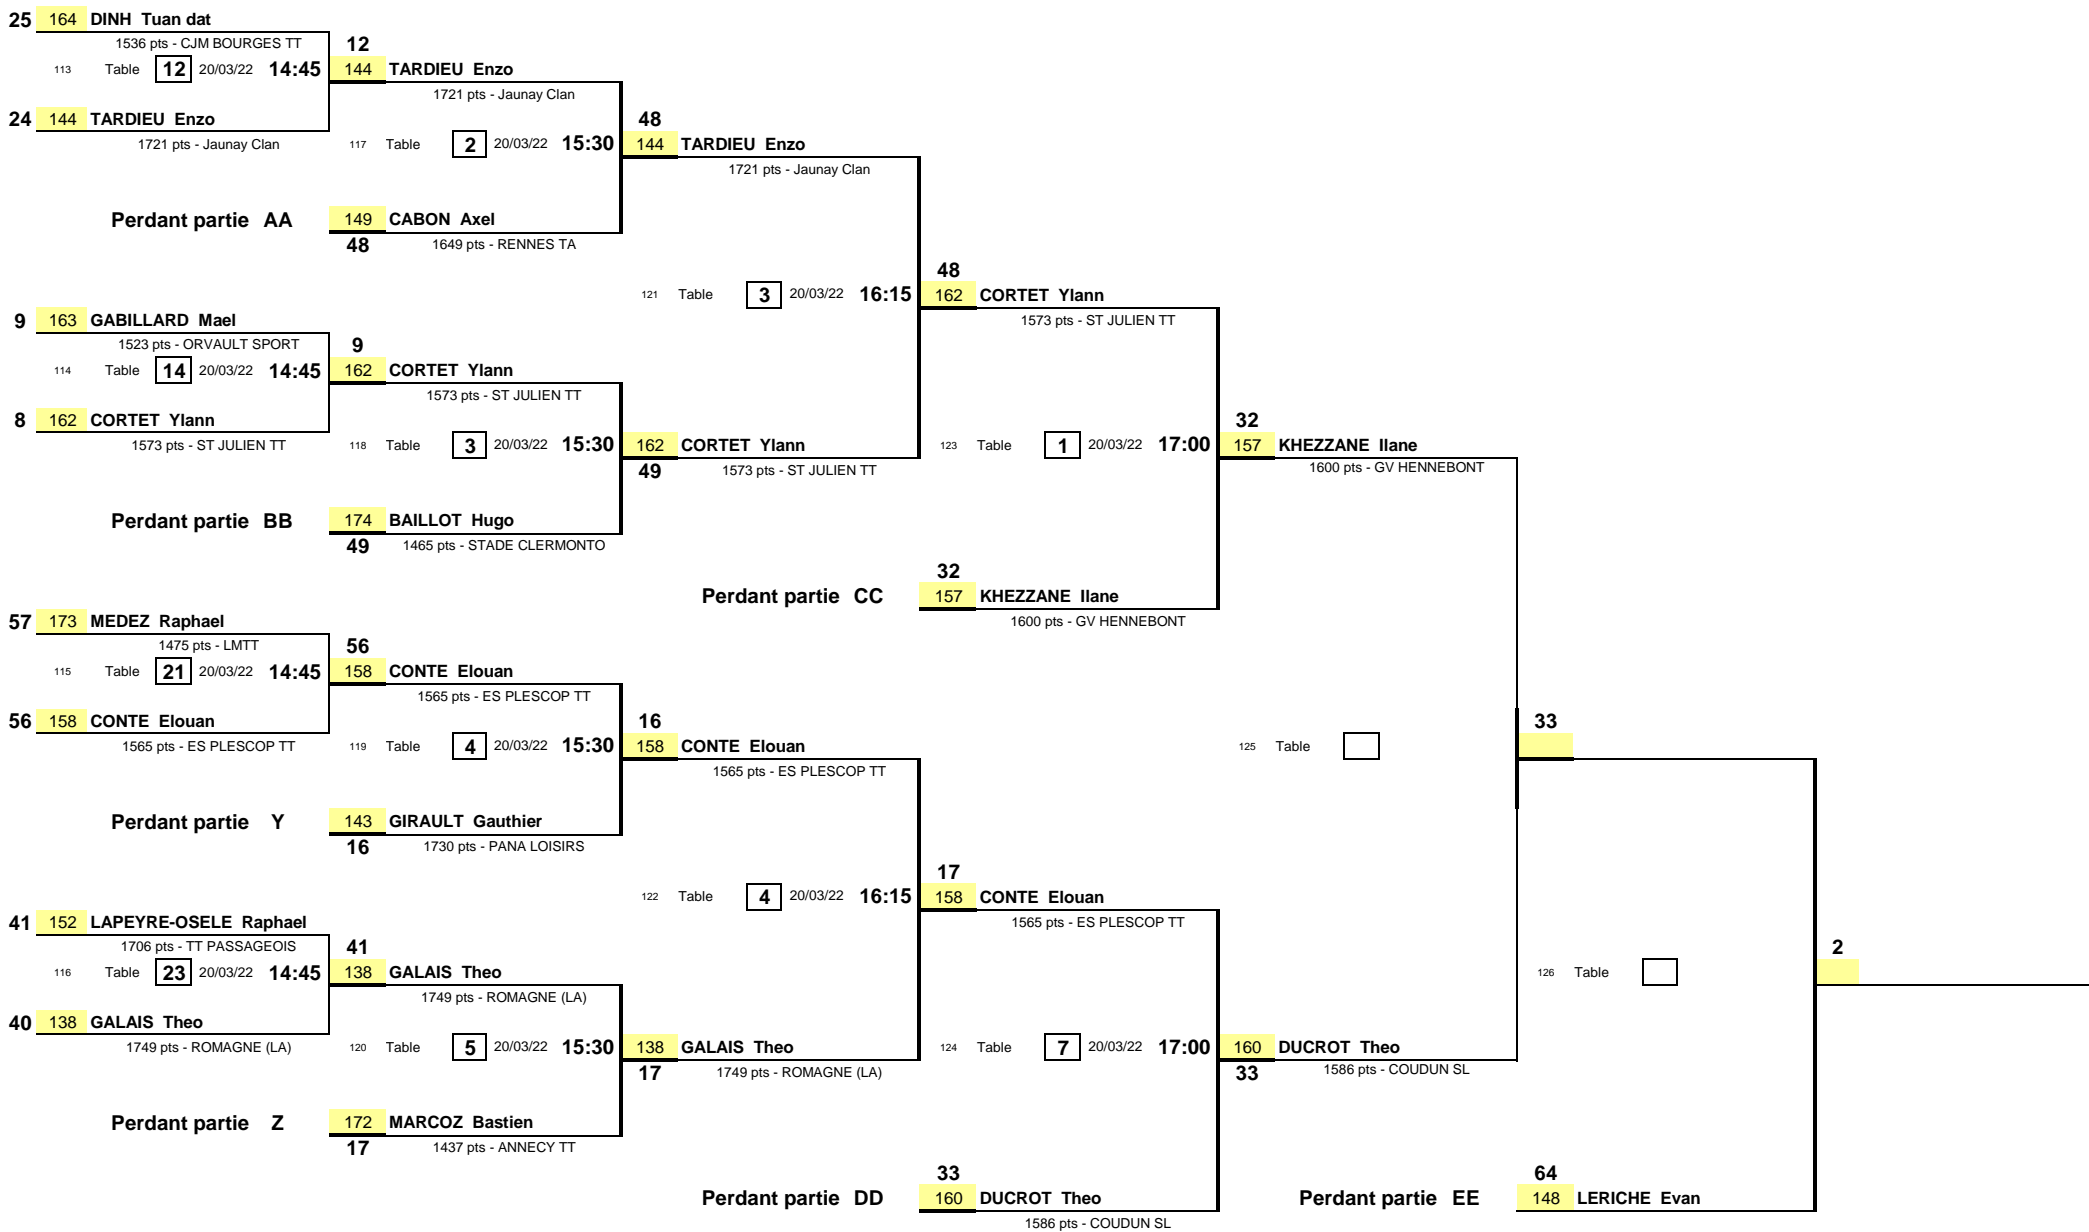 25 164 DINH Tuan dat
1536 pts - CJM BOURGES TT 12
113 Table 12 20/03/22 14:45 144 TARDIEU Enzo
1721 pts - Jaunay Clan
24 144 TARDIEU Enzo 48
1721 pts - Jaunay Clan 117 Table 2 20/03/22 15:30 144 TARDIEU Enzo
1721 pts - Jaunay Clan
Perdant partie AA 149 CABON Axel
48 1649 pts - RENNES TA
48
121 Table 3 20/03/22 16:15 162 CORTET Ylann
9 163 GABILLARD Mael 1573 pts - ST JULIEN TT
1523 pts - ORVAULT SPORT 9
114 Table 14 20/03/22 14:45 162 CORTET Ylann
1573 pts - ST JULIEN TT
8 162 CORTET Ylann 32
1573 pts - ST JULIEN TT 118 Table 3 20/03/22 15:30 162 CORTET Ylann 123 Table 1 20/03/22 17:00 157 KHEZZANE Ilane
49 1573 pts - ST JULIEN TT 1600 pts - GV HENNEBONT
Perdant partie BB 174 BAILLOT Hugo
49 1465 pts - STADE CLERMONTO
32
Perdant partie CC 157 KHEZZANE Ilane
57 173 MEDEZ Raphael 1600 pts - GV HENNEBONT
1475 pts - LMTT 56
115 Table 21 20/03/22 14:45 158 CONTE Elouan
1565 pts - ES PLESCOP TT
56 158 CONTE Elouan 16 33
1565 pts - ES PLESCOP TT 119 Table 4 20/03/22 15:30 158 CONTE Elouan 125 Table
1565 pts - ES PLESCOP TT
Perdant partie Y 143 GIRAULT Gauthier
16 1730 pts - PANA LOISIRS
17
122 Table 4 20/03/22 16:15 158 CONTE Elouan
41 152 LAPEYRE-OSELE Raphael 1565 pts - ES PLESCOP TT
1706 pts - TT PASSAGEOIS 41 2
116 Table 23 20/03/22 14:45 138 GALAIS Theo 126 Table
1749 pts - ROMAGNE (LA)
40 138 GALAIS Theo
1749 pts - ROMAGNE (LA) 120 Table 5 20/03/22 15:30 138 GALAIS Theo 124 Table 7 20/03/22 17:00 160 DUCROT Theo
17 1749 pts - ROMAGNE (LA) 33 1586 pts - COUDUN SL
Perdant partie Z 172 MARCOZ Bastien
17 1437 pts - ANNECY TT
33 64
Perdant partie DD 160 DUCROT Theo Perdant partie EE 148 LERICHE Evan
1586 pts - COUDUN SL